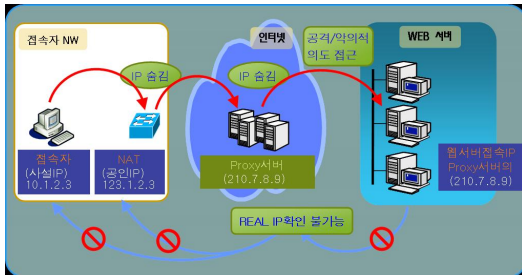 접속자 NW
IP 숨김
접속자
(사설IP)
10.1.2.3
NAT
(공인IP)
123.1.2.3
인터넷
IP 숨김
Proxy서버
(210.7.8.9)
공격/악의적
의도 접근
WEB 서버
웹서버접속IP
Proxy서버의
(210.7.8.9)
REAL IP확인 불가능